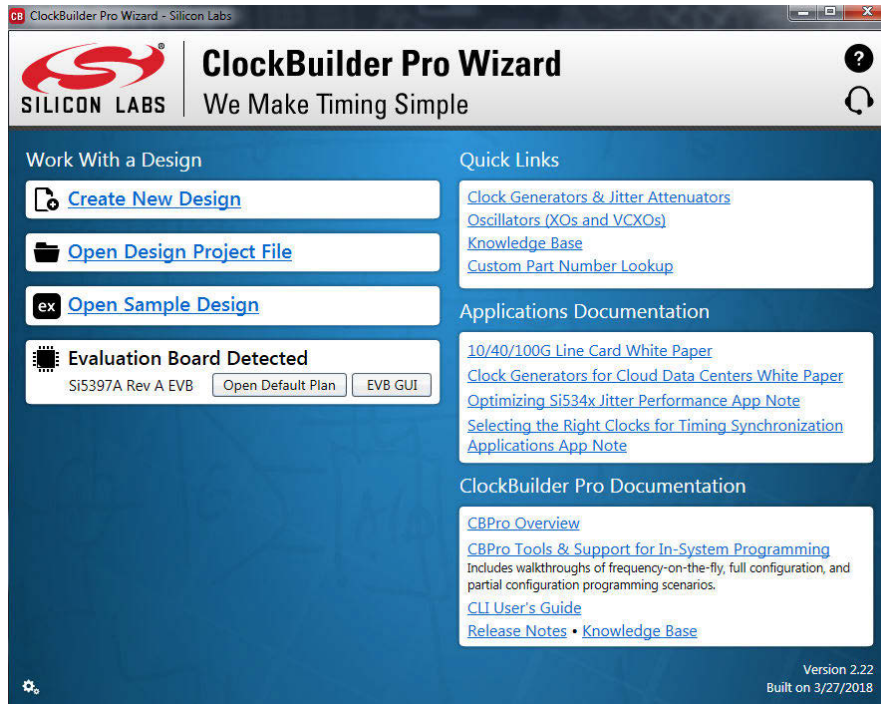 CB ClockBuilder Pro Wizard - Silicon Labs
SILICON LABS
ClockBuilder Pro Wizard
We Make Timing Simple
?
Work With a Design
Create New Design
Open Design Project File
ex Open Sample Design
Evaluation Board Detected
Si5397A Rev A EVB Open Default Plan EVB GUI
Quick Links
Clock Generators & Jitter Attenuators
Oscillators (XOs and VCXOs)
Knowledge Base
Custom Part Number Lookup
Applications Documentation
10/40/100G Line Card White Paper
Clock Generators for Cloud Data Centers White Paper
Optimizing Si534x Jitter Performance App Note
Selecting the Right Clocks for Timing Synchronization
Applications App Note
ClockBuilder Pro Documentation
CBPro Overview
CBPro Tools & Support for In-System Programming
Includes walkthroughs of frequency-on-the-fly, full configuration, and
partial configuration programming scenarios.
CLI User's Guide
Release Notes • Knowledge Base
Version 2.22
Built on 3/27/2018